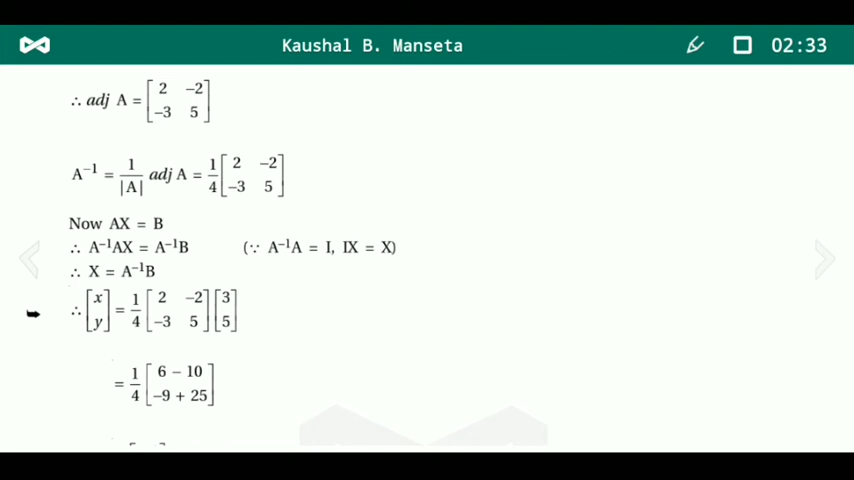 Kaushal B. Manseta 02:33
∴ adj A = [2 –2
–3 5]
A⁻¹ = 1/|A| adj A = 1/4 [2 –2
–3 5]
Now AX = B
∴ A⁻¹AX = A⁻¹B (∵ A⁻¹A = I, IX = X)
∴ X = A⁻¹B
∴ [x
y] = 1/4 [2 –2
–3 5] [3
5]
= 1/4 [6 – 10
–9 + 25]